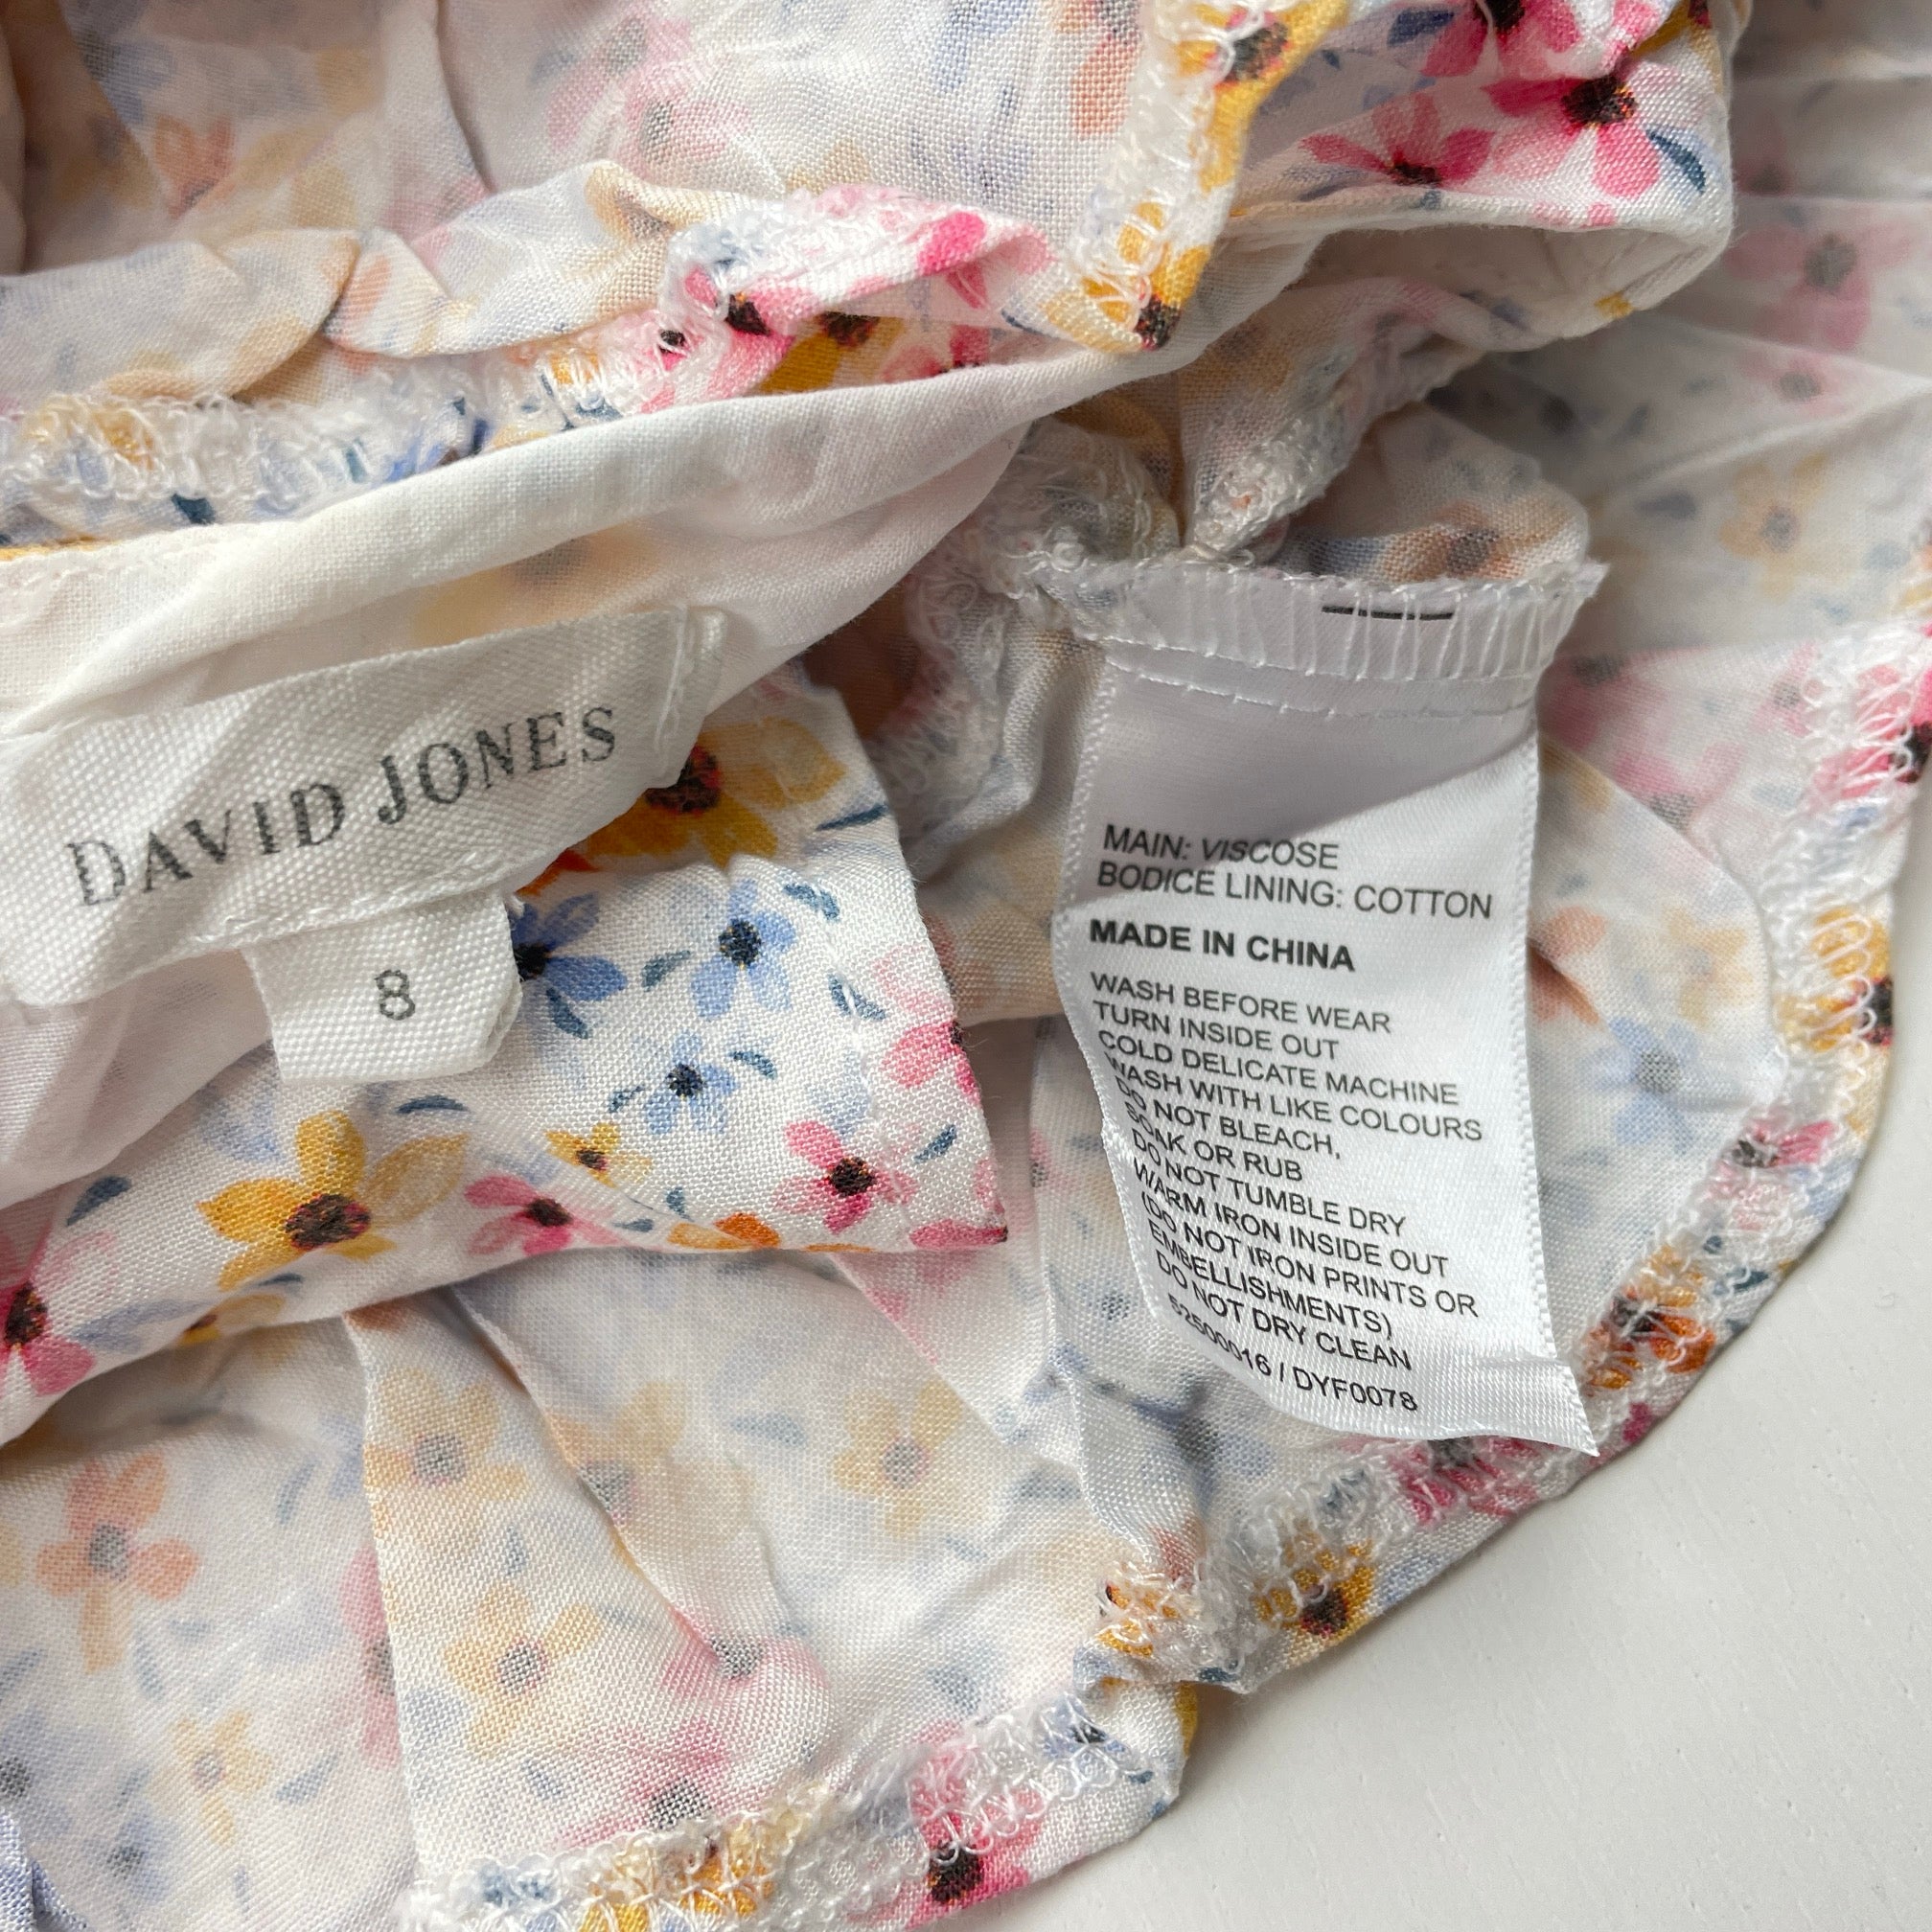 DAVID JONES
8
MAIN: VISCOSE
BODICE LINING: COTTON
MADE IN CHINA
WASH BEFORE WEAR
TURN INSIDE OUT
COLD DELICATE MACHINE
WASH WITH LIKE COLOURS
DO NOT BLEACH,
SOAK OR RUB
DO NOT TUMBLE DRY
WARM IRON INSIDE OUT
(DO NOT IRON PRINTS OR
EMBELLISHMENTS)
DO NOT DRY CLEAN
52500016 / DYF0078